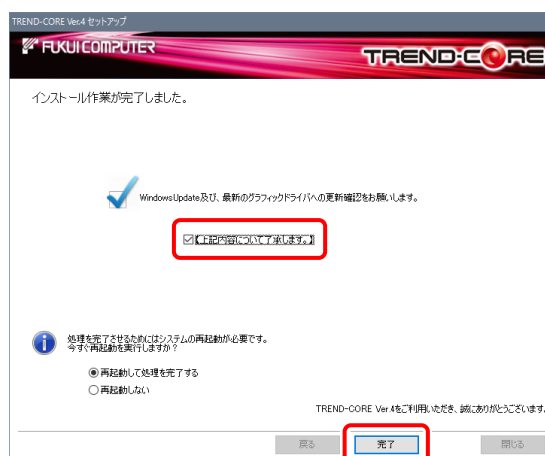 TREND-CORE Ver.4 セットアップ
FUKUI COMPUTER
TREND-CORE
インストール作業が完了しました。
WindowsUpdate及び、最新のグラフィックドライバへの更新確認をお願いします。
【上記内容について了承します。】
処理を完了させるためにはシステムの再起動が必要です。
今すぐ再起動を実行しますか？
再起動して処理を完了する
再起動しない
TREND-CORE Ver.4をご利用いただき、誠にありがとうございます。
戻る
完了
閉じる